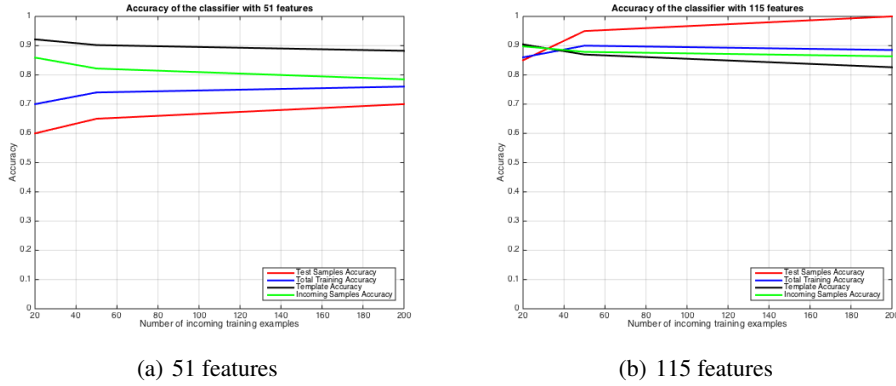 Accuracy of the classifier with 51 features
1
0.9
0.8
0.7
0.6
0.5
0.4
0.3
0.2
0.1
0
Accuracy
20 40 60 80 100 120 140 160 180 200
Number of incoming training examples
Test Samples Accuracy
Total Training Accuracy
Template Accuracy
Incoming Samples Accuracy
(a) 51 features
Accuracy of the classifier with 115 features
1
0.9
0.8
0.7
0.6
0.5
0.4
0.3
0.2
0.1
0
Accuracy
20 40 60 80 100 120 140 160 180 200
Number of incoming training examples
Test Samples Accuracy
Total Training Accuracy
Template Accuracy
Incoming Samples Accuracy
(b) 115 features